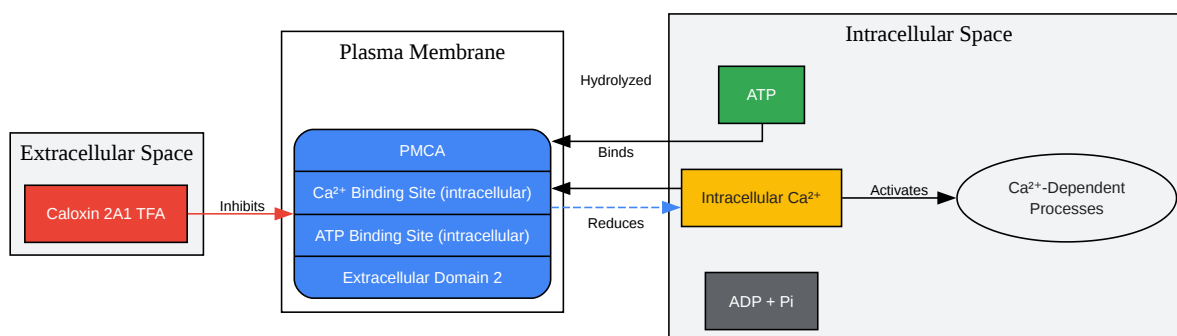 Extracellular Space
Caloxin 2A1 TFA
Inhibits
Plasma Membrane
PMCA
Ca²⁺ Binding Site (intracellular)
ATP Binding Site (intracellular)
Extracellular Domain 2
Hydrolyzed
Binds
Reduces
Intracellular Space
ATP
Intracellular Ca²⁺
Activates
Ca²⁺-Dependent
Processes
ADP + Pi